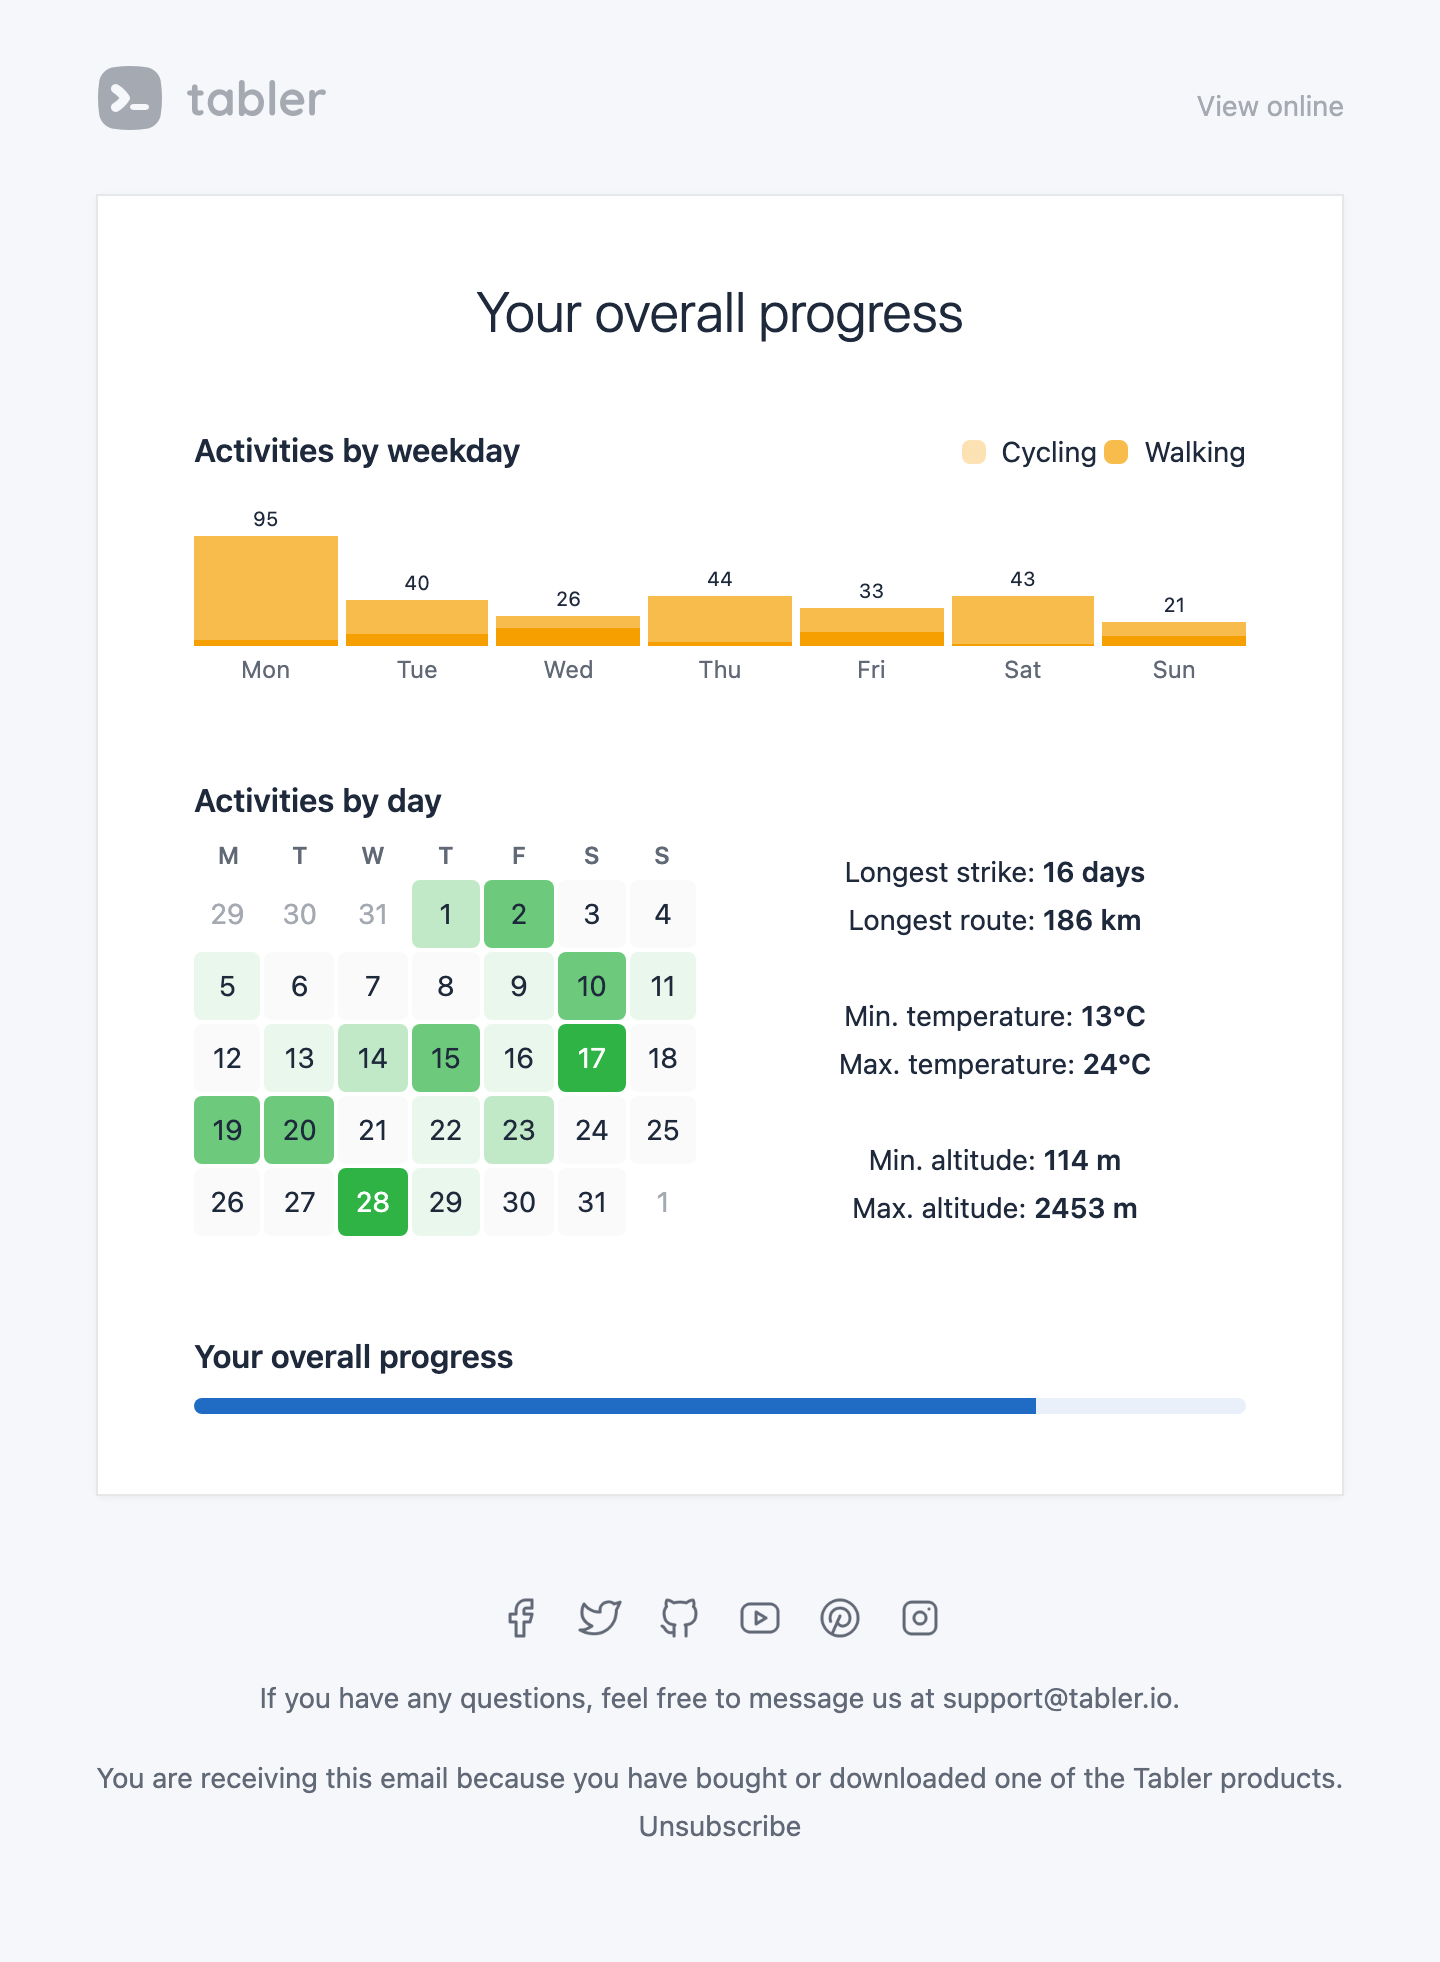 tabler
View online
Your overall progress
Activities by weekday
Cycling Walking
95 40 26 44 33 43 21
Mon Tue Wed Thu Fri Sat Sun
Activities by day
M T W T F S S
29 30 31 1 2 3 4
5 6 7 8 9 10 11
12 13 14 15 16 17 18
19 20 21 22 23 24 25
26 27 28 29 30 31 1
Longest strike: 16 days
Longest route: 186 km
Min. temperature: 13°C
Max. temperature: 24°C
Min. altitude: 114 m
Max. altitude: 2453 m
Your overall progress
If you have any questions, feel free to message us at support@tabler.io.
You are receiving this email because you have bought or downloaded one of the Tabler products.
Unsubscribe